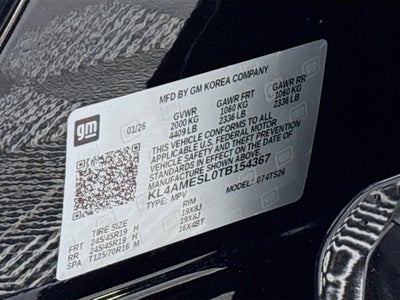 MFD BY GM KOREA COMPANY
gm
01/26
GVWR GAWR FRT GAWR RR
2000 KG 1060 KG 1060 KG
4409 LB 2336 LB 2336 LB
THIS VEHICLE CONFORMS TO ALL
APPLICABLE U.S. FEDERAL MOTOR
VEHICLE SAFETY AND THEFT PREVENTION
STANDARDS IN EFFECT ON THE DATE OF
MANUFACTURE SHOWN ABOVE.
KL4AMESL0TB154367
TYPE: MPV MODEL: 074TS26
TIRE SIZE RIM
FRT 245/45R19 H 19X8J
RR 245/45R19 H 19X8J
SPA T125/70R16 M 16X4BT